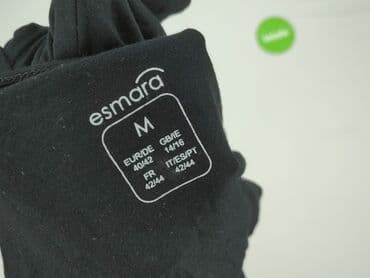 esmara
M
EUR/DE GB/IE
40/42 14/16
FR IT/ES/PT
42/44 42/44